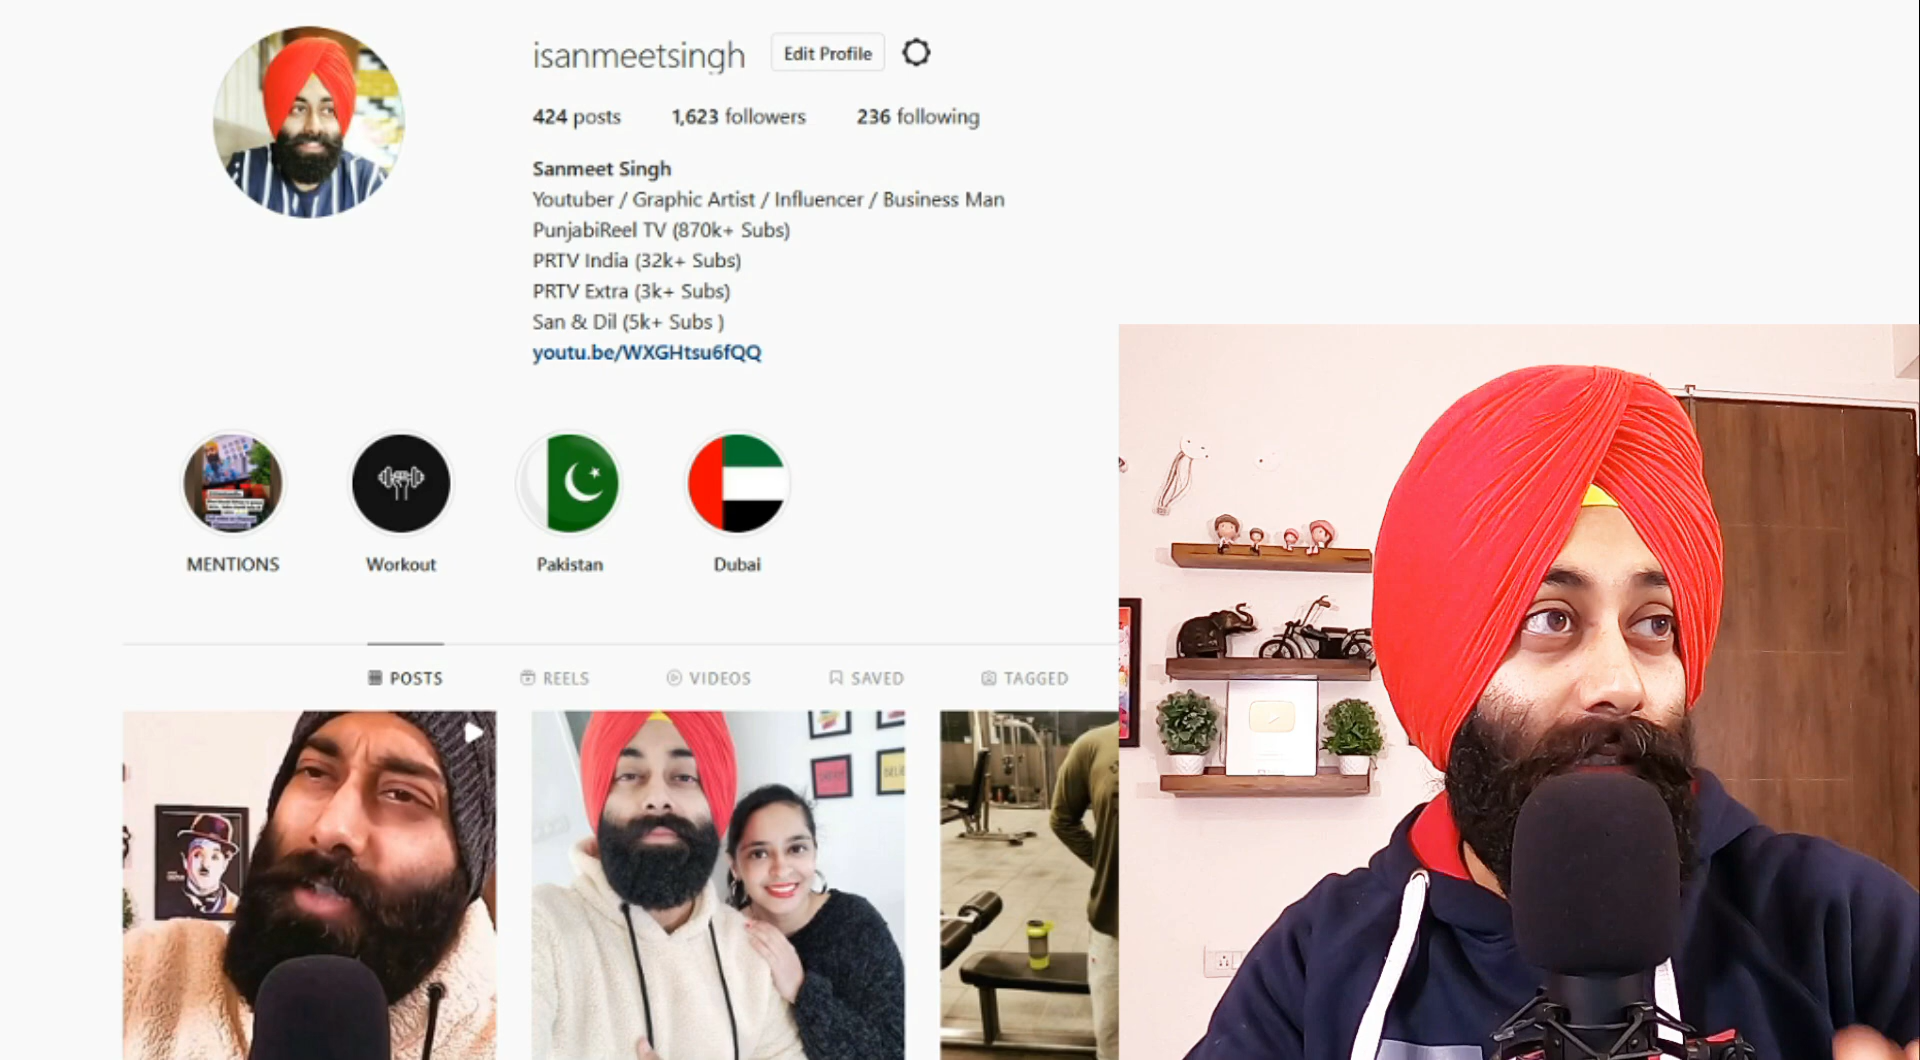 isanmeetsingh Edit Profile
424 posts 1,623 followers 236 following
Sanmeet Singh
Youtuber / Graphic Artist / Influencer / Business Man
PunjabiReel TV (870k+ Subs)
PRTV India (32k+ Subs)
PRTV Extra (3k+ Subs)
San & Dil (5k+ Subs )
youtu.be/WXGHtsu6fQQ
MENTIONS Workout Pakistan Dubai
POSTS REELS VIDEOS SAVED TAGGED